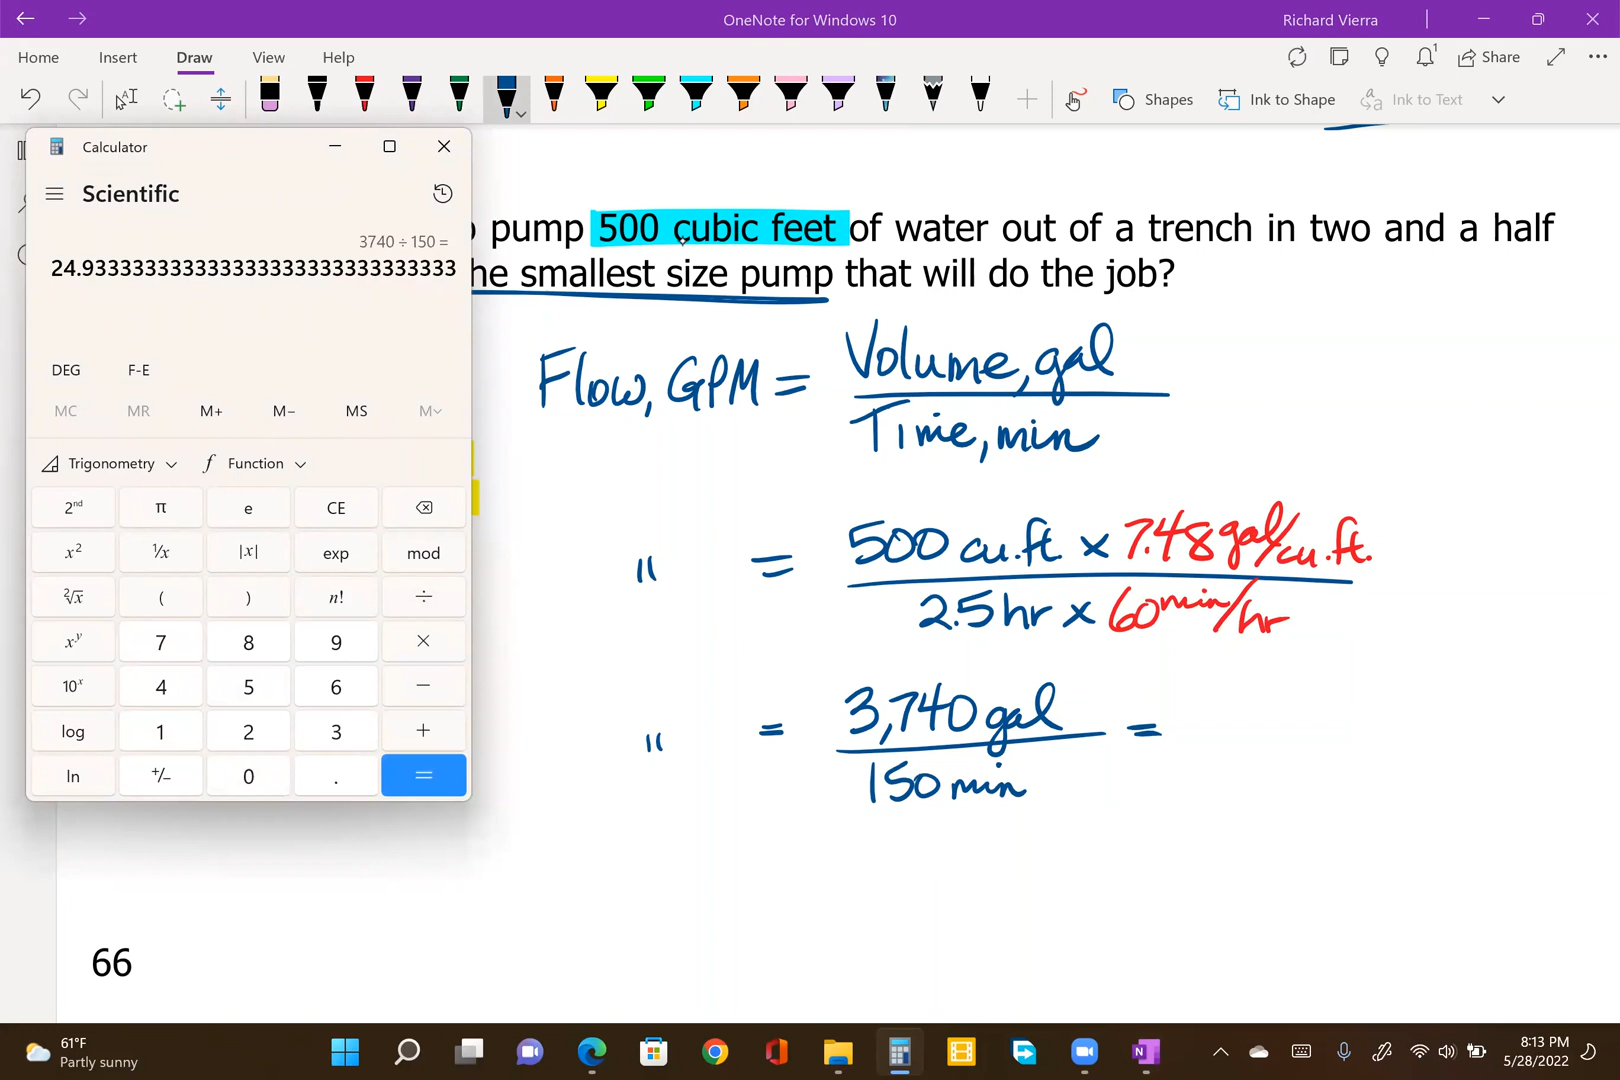 OneNote for Windows 10
Richard Vierra
Home Insert Draw View Help
1
Share
Shapes
Ink to Shape
Ink to Text
Calculator
Scientific
3740 ÷ 150 =
24.933333333333333333333333333333
DEG F-E
MC MR M+ M− MS M
Trigonometry
Function
2nd π e CE
x2 1/x |x| exp mod
2√x ( ) n! ÷
xy 7 8 9 ×
10x 4 5 6 −
log 1 2 3 +
ln +/− 0 . =
pump 500 cubic feet of water out of a trench in two and a half
he smallest size pump that will do the job?
Flow, GPM = Volume, gal
Time, min
" = 500 cu.ft × 7.48 gal/cu.ft.
2.5 hr × 60 min/hr
" = 3,740 gal =
150 min
66
61°F
Partly sunny
8:13 PM
5/28/2022